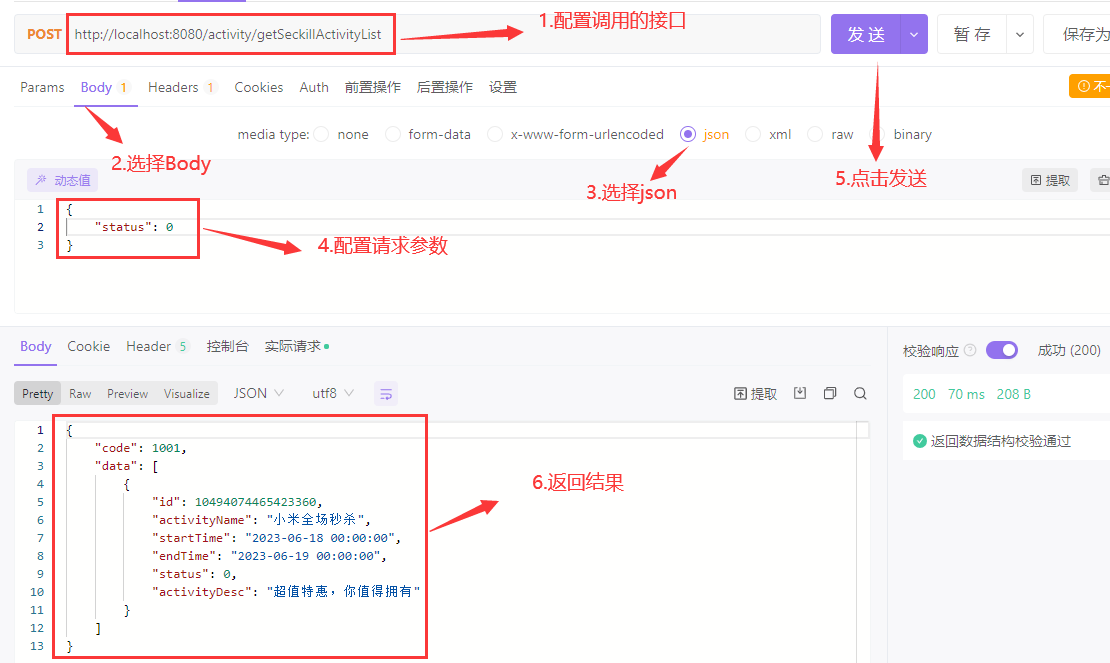 1.配置调用的接口
POST http://localhost:8080/activity/getSeckillActivityList 发 送 暂 存 保存为
Params Body 1 Headers 1 Cookies Auth 前置操作 后置操作 设置
media type: none form-data x-www-form-urlencoded json xml raw binary
2.选择Body
3.选择json
5.点击发送
动态值 提取
1 {
2 "status": 0
3 }
4.配置请求参数
Body Cookie Header 5 控制台 实际请求 校验响应 ? 成功 (200)
Pretty Raw Preview Visualize JSON utf8 提取 200 70 ms 208 B
1 {
2 "code": 1001,
3 "data": [
4 {
5 "id": 10494074465423360,
6 "activityName": "小米全场秒杀",
7 "startTime": "2023-06-18 00:00:00",
8 "endTime": "2023-06-19 00:00:00",
9 "status": 0,
10 "activityDesc": "超值特惠，你值得拥有"
11 }
12 ]
13 }
返回数据结构校验通过
6.返回结果